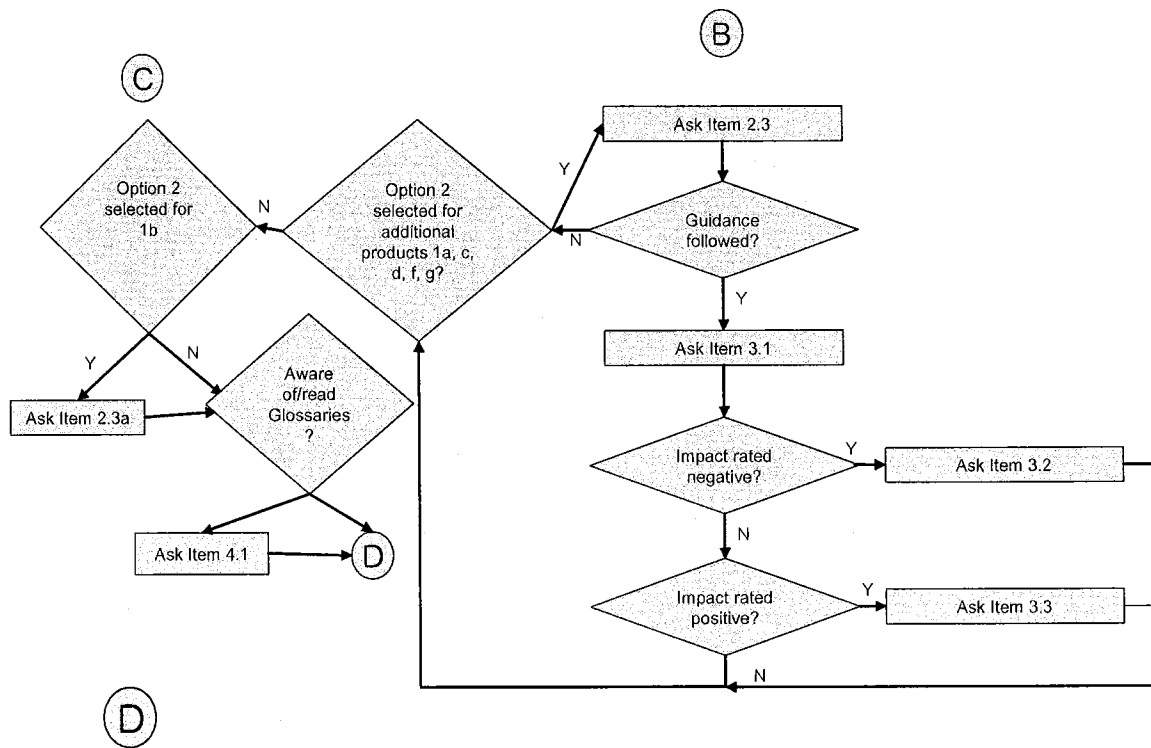 B
C
Ask Item 2.3
Y
Option 2
selected for
1b
N
Option 2
selected for
additional
products 1a, c,
d, f, g?
N
Guidance
followed?
Y
Ask Item 3.1
Y
N
Aware
of/read
Glossaries
?
Ask Item 2.3a
Impact rated
negative?
Y
Ask Item 3.2
N
Ask Item 4.1
D
Impact rated
positive?
Y
Ask Item 3.3
N
D